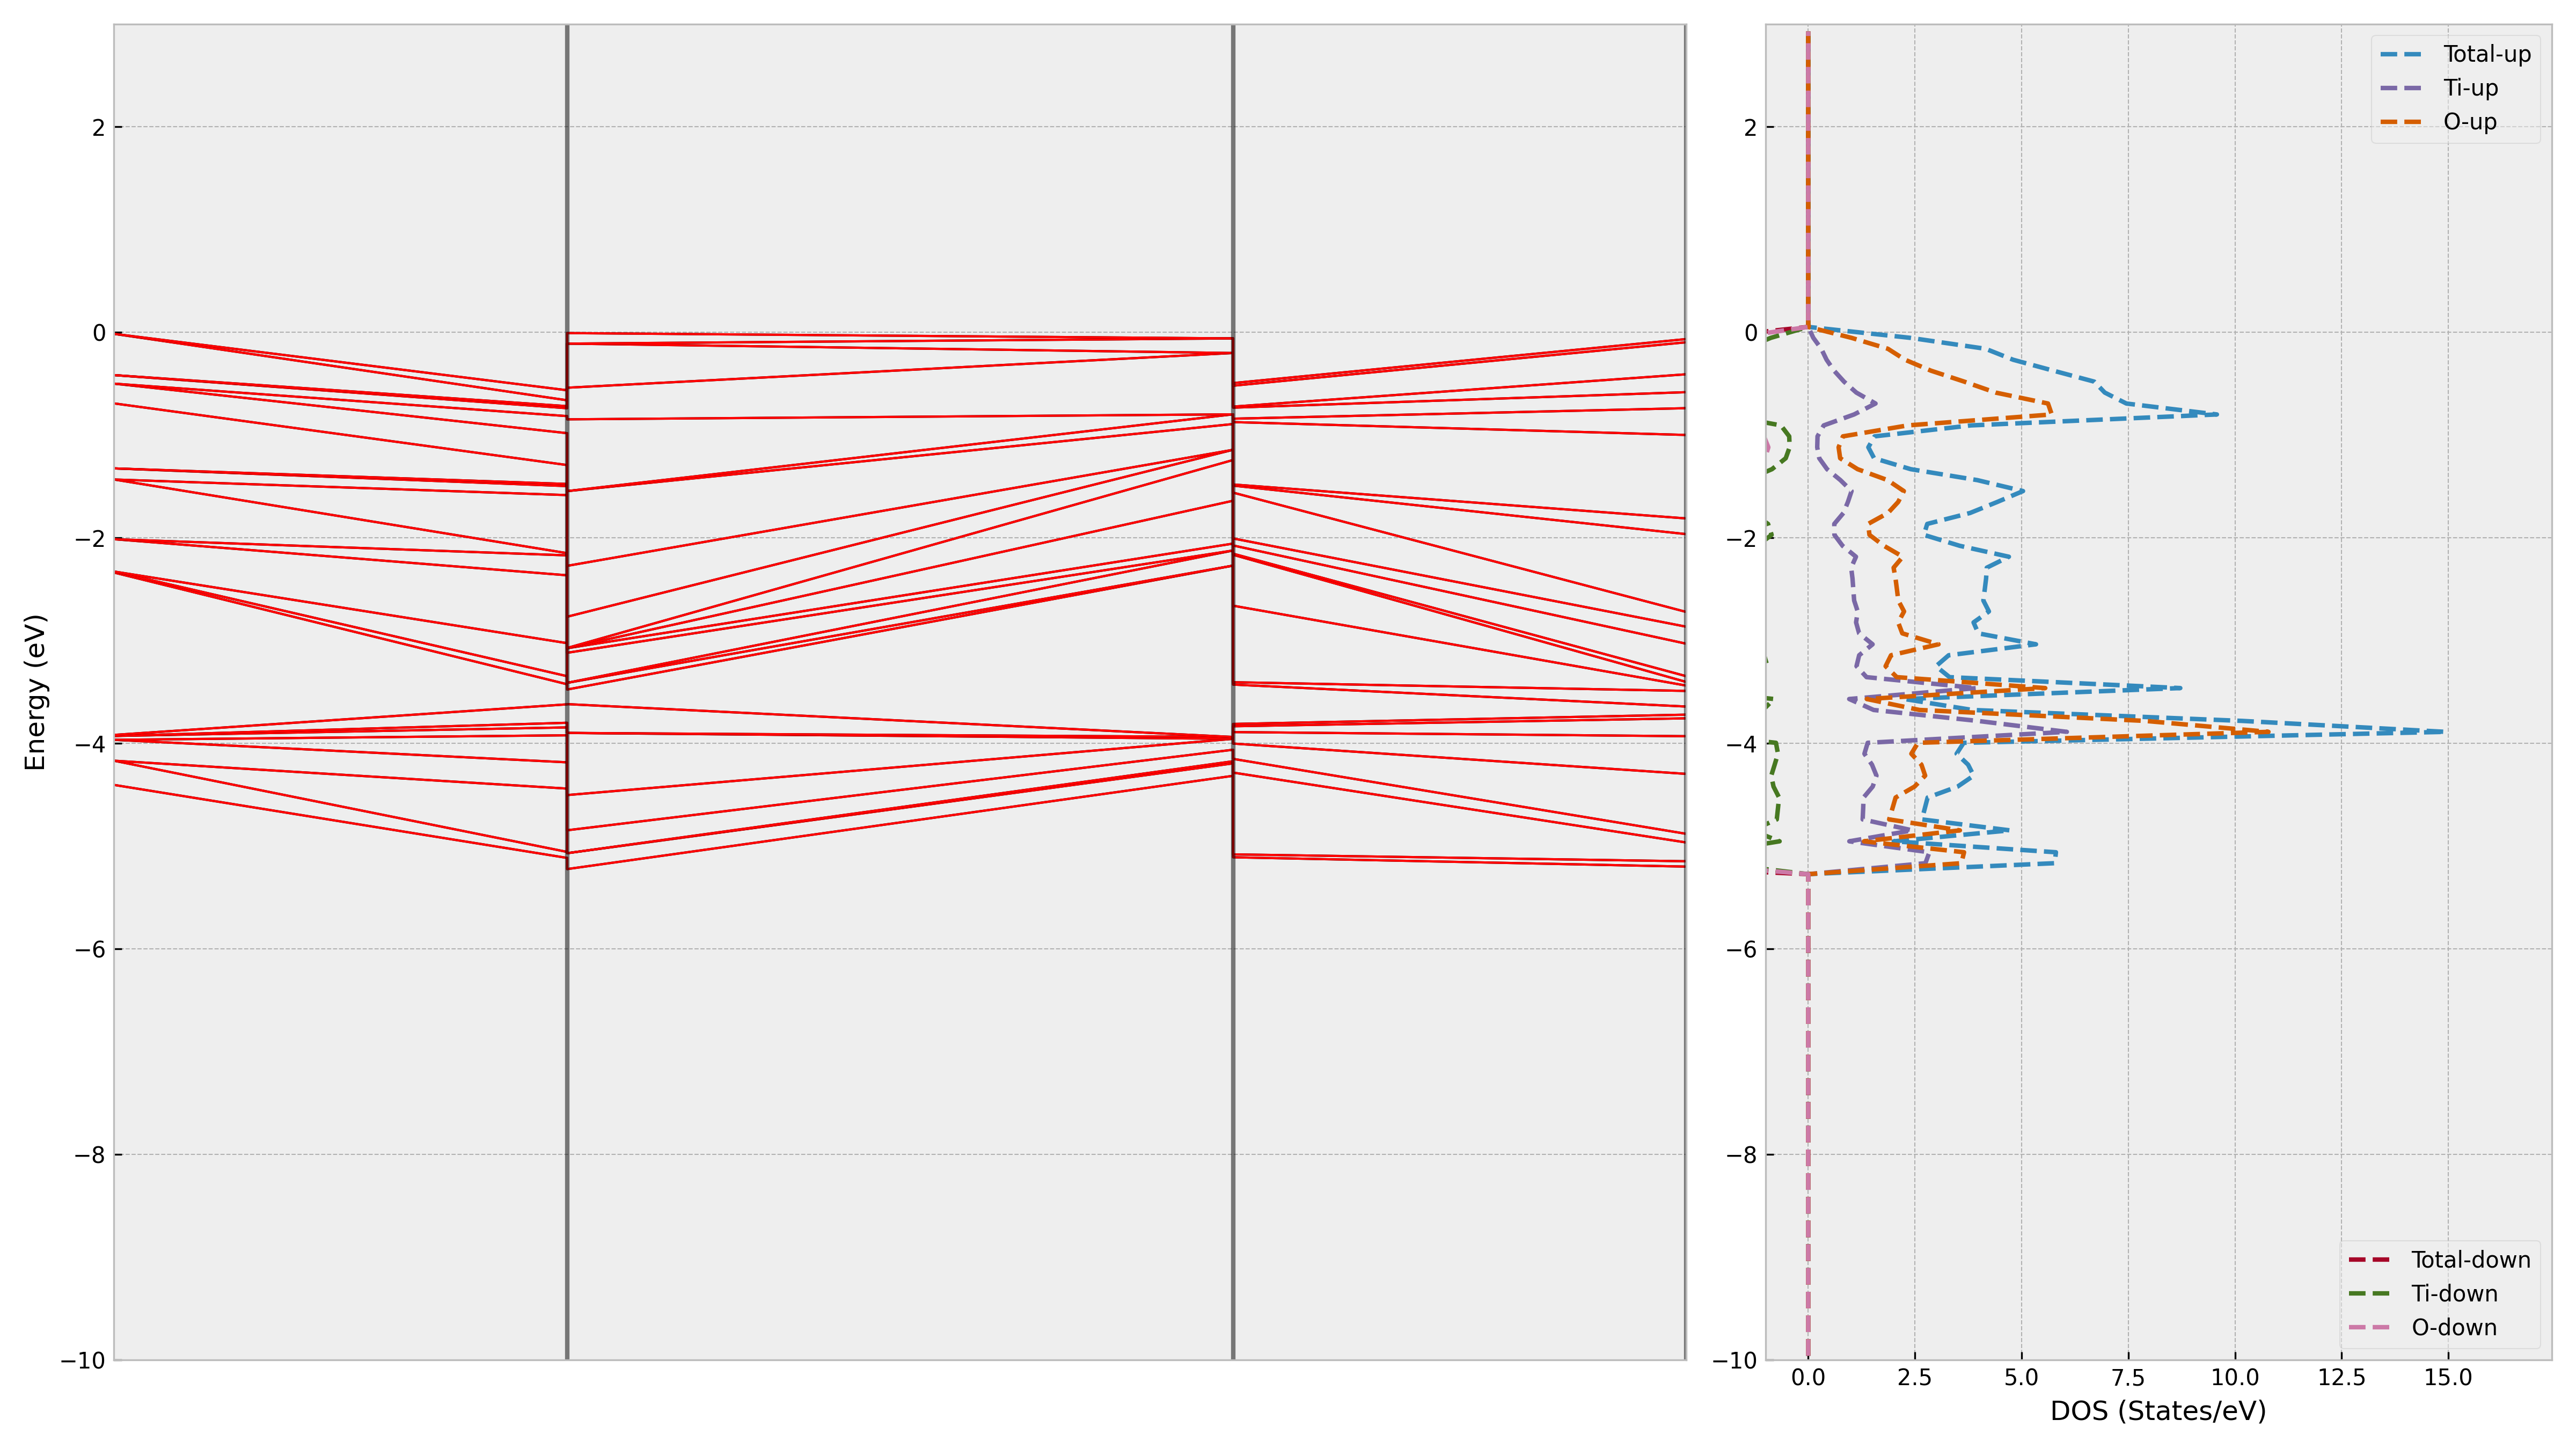 Energy (eV)
2
0
−2
−4
−6
−8
−10
2
0
−2
−4
−6
−8
−10
Total-up
Ti-up
O-up
Total-down
Ti-down
O-down
0.0 2.5 5.0 7.5 10.0 12.5 15.0
DOS (States/eV)